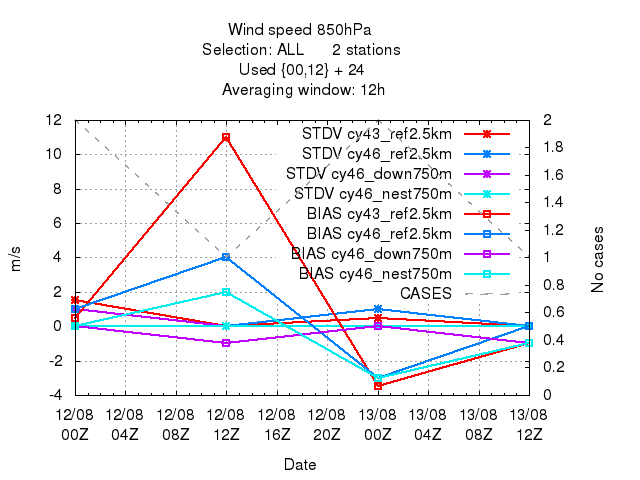 Wind speed 850hPa
Selection: ALL 2 stations
Used {00,12} + 24
Averaging window: 12h
12
10
8
6
4
2
0
-2
-4
m/s
2
1.8
1.6
1.4
1.2
1
0.8
0.6
0.4
0.2
0
No cases
STDV cy43_ref2.5km
STDV cy46_ref2.5km
STDV cy46_down750m
STDV cy46_nest750m
BIAS cy43_ref2.5km
BIAS cy46_ref2.5km
BIAS cy46_down750m
BIAS cy46_nest750m
CASES
12/08 12/08 12/08 12/08 12/08 12/08 13/08 13/08 13/08 13/08
00Z 04Z 08Z 12Z 16Z 20Z 00Z 04Z 08Z 12Z
Date